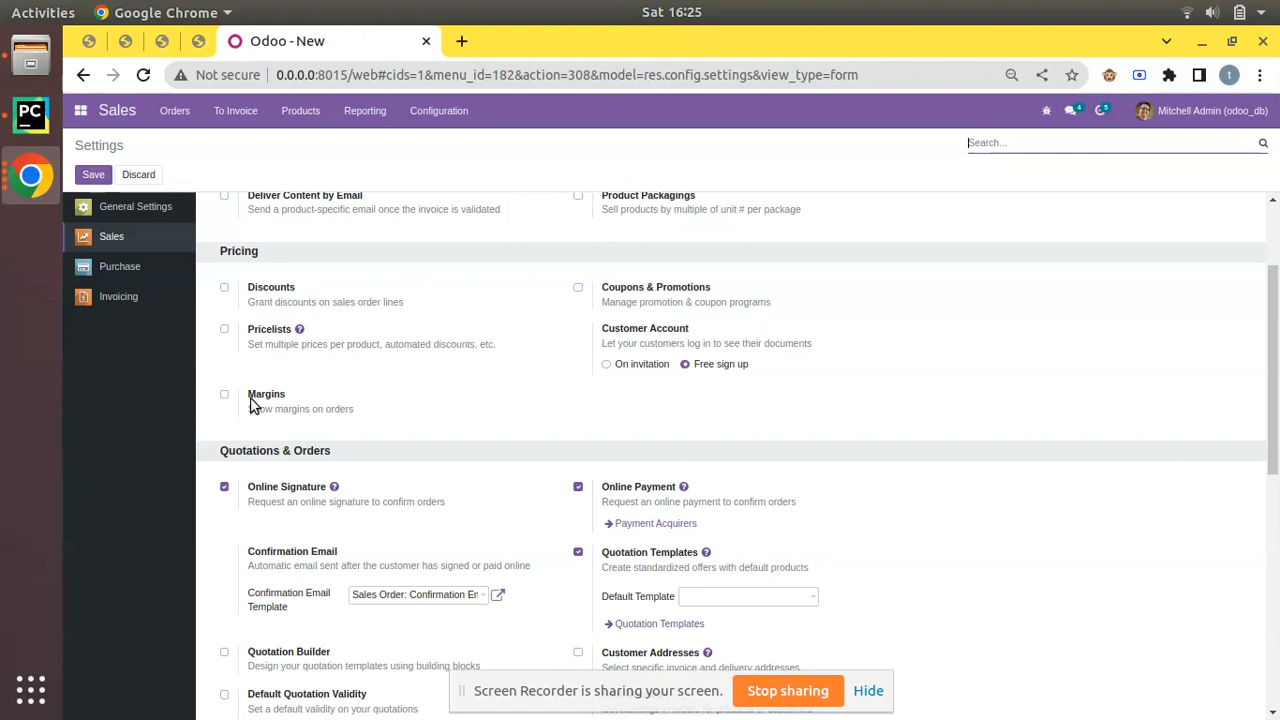 Activities Google Chrome Sat 16:25
Odoo - New
Not secure 0.0.0.0:8015/web#cids=1&menu_id=182&action=308&model=res.config.settings&view_type=form t
PC
Sales Orders To Invoice Products Reporting Configuration 4 5 Mitchell Admin (odoo_db)
Settings Search...
Save Discard
General Settings
Sales
Purchase
Invoicing
Deliver Content by Email Product Packagings
Send a product-specific email once the invoice is validated Sell products by multiple of unit # per package
Pricing
Discounts Coupons & Promotions
Grant discounts on sales order lines Manage promotion & coupon programs
Pricelists ? Customer Account
Set multiple prices per product, automated discounts, etc. Let your customers log in to see their documents
On invitation Free sign up
Margins
Show margins on orders
Quotations & Orders
Online Signature ? Online Payment ?
Request an online signature to confirm orders Request an online payment to confirm orders
Payment Acquirers
Confirmation Email Quotation Templates ?
Automatic email sent after the customer has signed or paid online Create standardized offers with default products
Confirmation Email Template Sales Order: Confirmation En Default Template
Quotation Templates
Quotation Builder Customer Addresses ?
Design your quotation templates using building blocks Select specific invoice and delivery addresses
Default Quotation Validity
Set a default validity on your quotations
Screen Recorder is sharing your screen. Stop sharing Hide